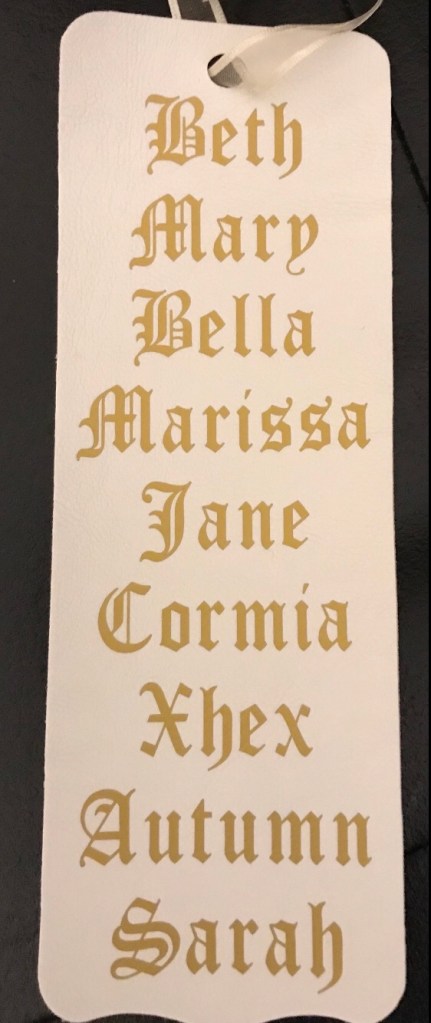 Beth
Mary
Bella
Marissa
Jane
Cormia
Xhex
Autumn
Sarah